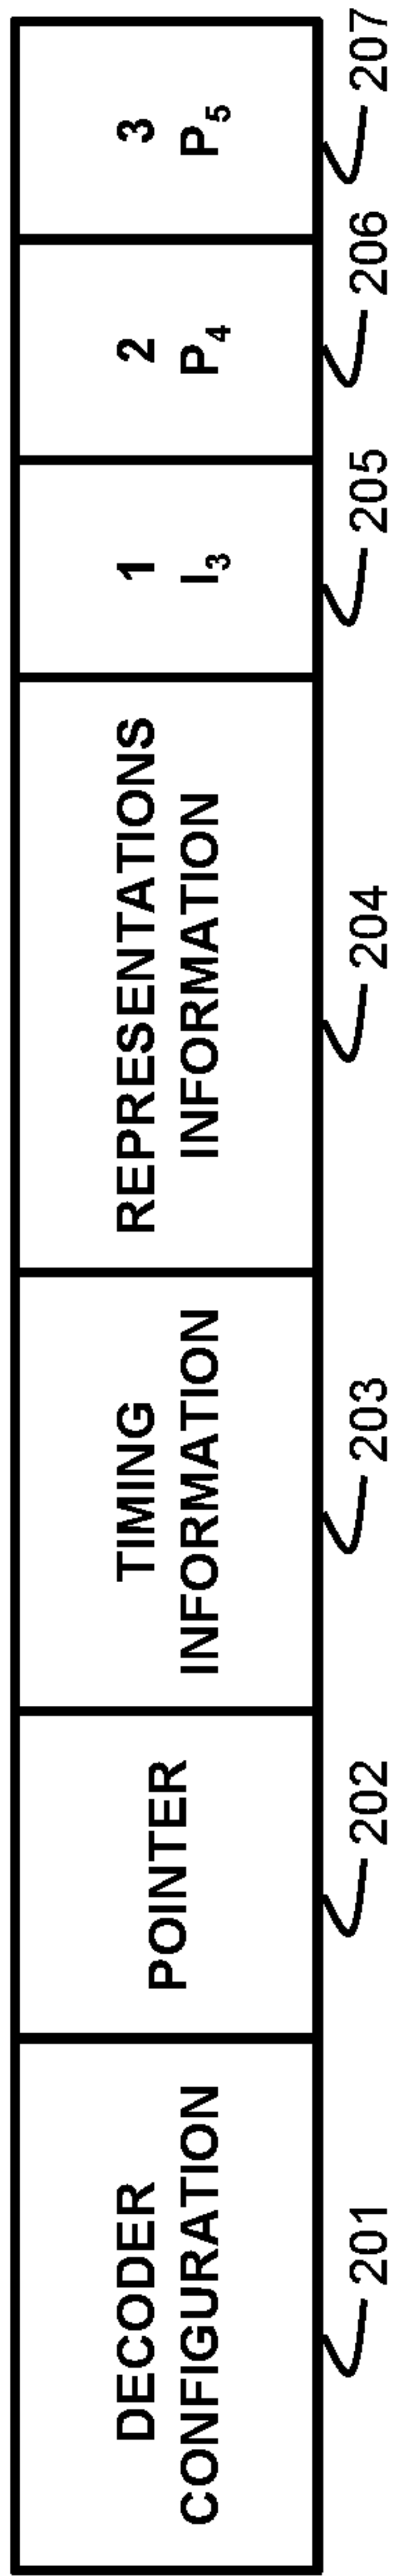 DECODER
CONFIGURATION
POINTER
TIMING
INFORMATION
REPRESENTATIONS
INFORMATION
1
I₃
2
P₄
3
P₅
201
202
203
204
205
206
207